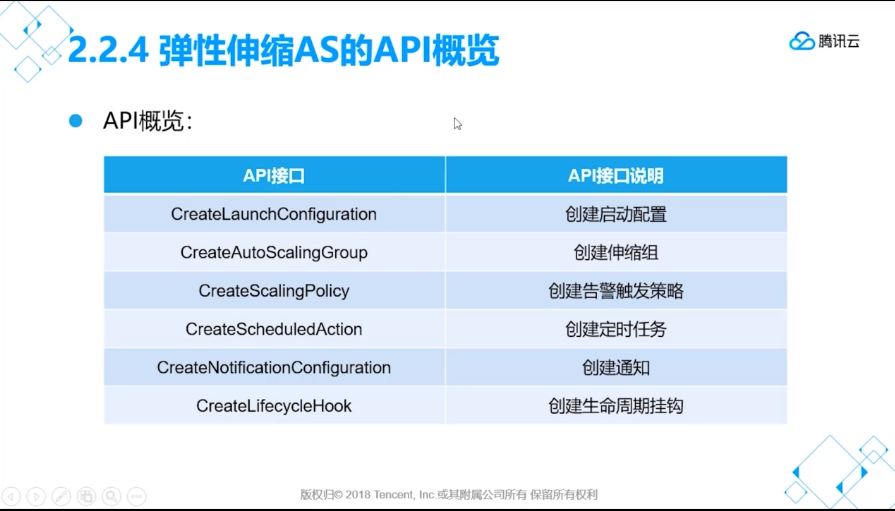 2.2.4 弹性伸缩AS的API概览
腾讯云
API概览：
API接口 API接口说明
CreateLaunchConfiguration 创建启动配置
CreateAutoScalingGroup 创建伸缩组
CreateScalingPolicy 创建告警触发策略
CreateScheduledAction 创建定时任务
CreateNotificationConfiguration 创建通知
CreateLifecycleHook 创建生命周期挂钩
版权归© 2018 Tencent, Inc.或其附属公司所有 保留所有权利